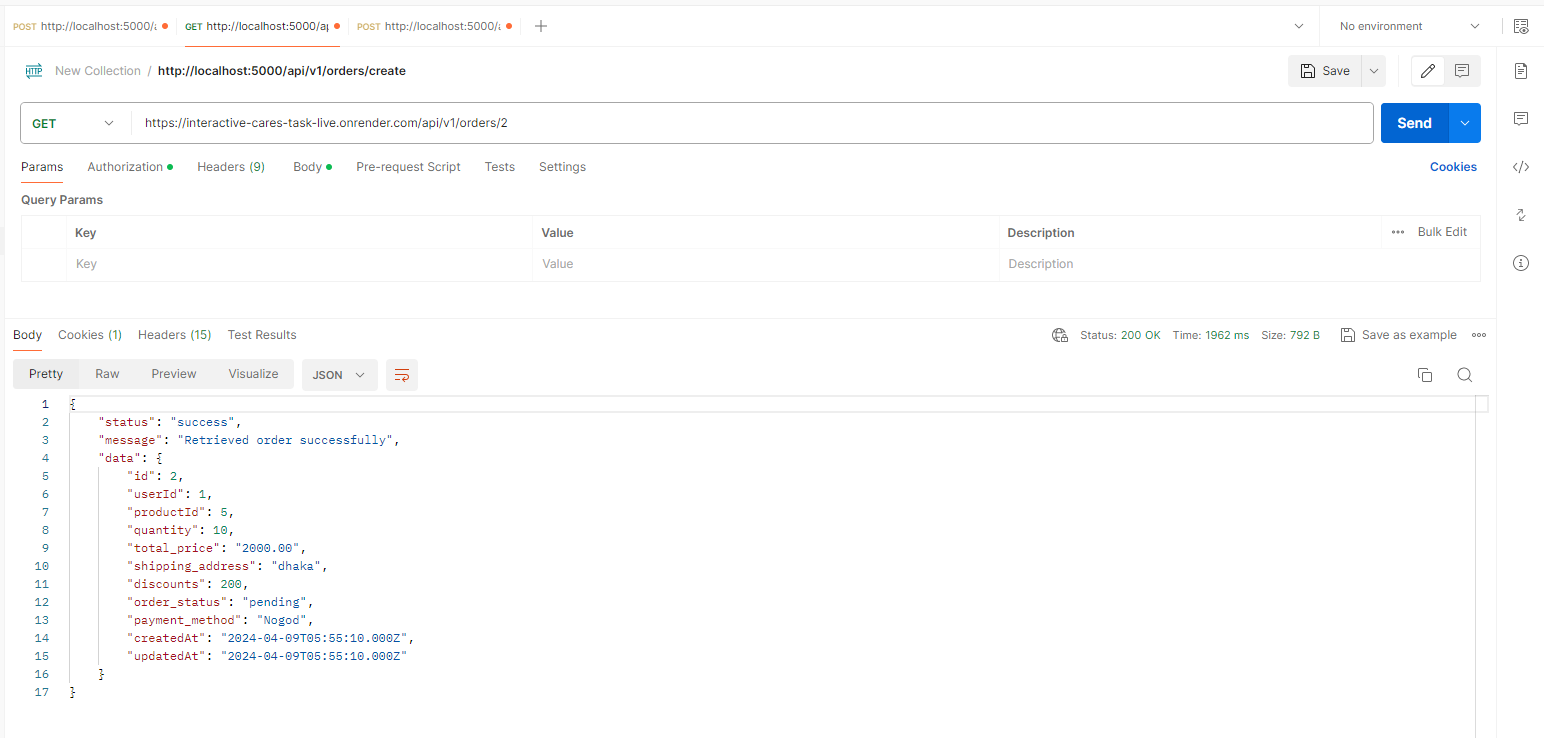 POST http://localhost:5000/a GET http://localhost:5000/ap POST http://localhost:5000/a No environment
HTTP New Collection / http://localhost:5000/api/v1/orders/create Save
GET https://interactive-cares-task-live.onrender.com/api/v1/orders/2 Send
Params Authorization Headers (9) Body Pre-request Script Tests Settings Cookies
Query Params
Key Value Description Bulk Edit
Key Value Description
Body Cookies (1) Headers (15) Test Results Status: 200 OK Time: 1962 ms Size: 792 B Save as example
Pretty Raw Preview Visualize JSON
1 {
2 "status": "success",
3 "message": "Retrieved order successfully",
4 "data": {
5 "id": 2,
6 "userId": 1,
7 "productId": 5,
8 "quantity": 10,
9 "total_price": "2000.00",
10 "shipping_address": "dhaka",
11 "discounts": 200,
12 "order_status": "pending",
13 "payment_method": "Nogod",
14 "createdAt": "2024-04-09T05:55:10.000Z",
15 "updatedAt": "2024-04-09T05:55:10.000Z"
16 }
17 }